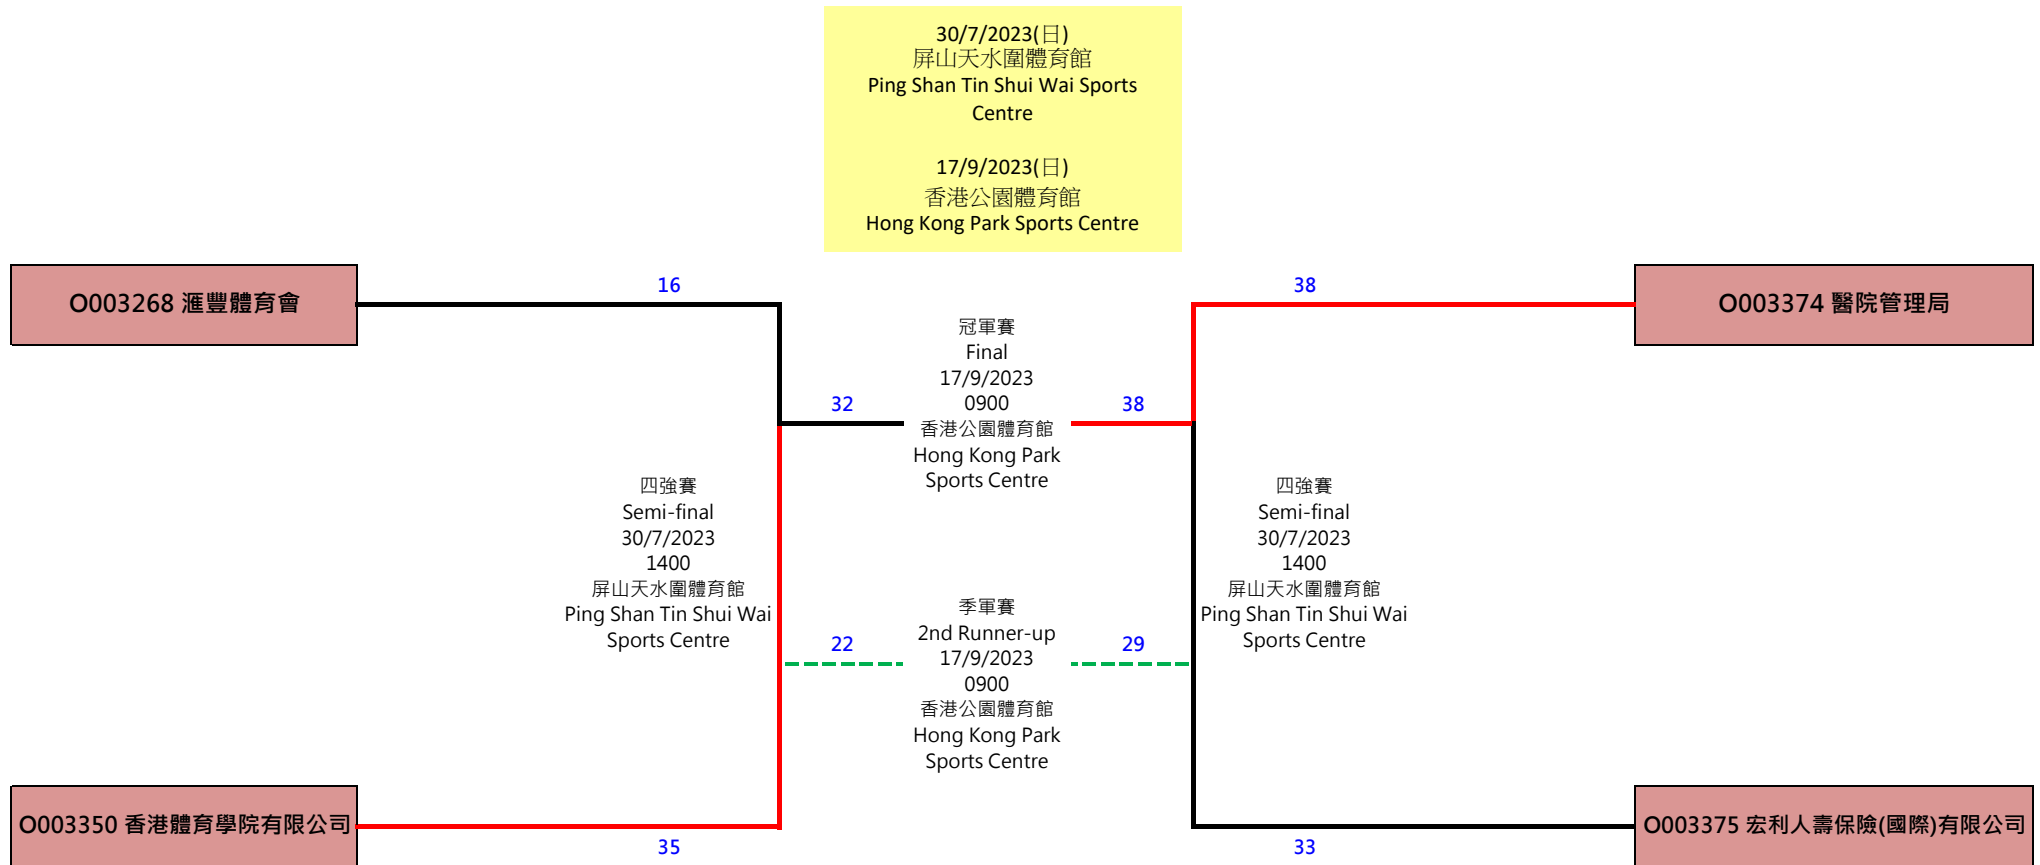 30/7/2023(日)
屏山天水圍體育館
Ping Shan Tin Shui Wai Sports
Centre
17/9/2023(日)
香港公園體育館
Hong Kong Park Sports Centre
O003268 滙豐體育會
16
38
O003374 醫院管理局
冠軍賽
Final
17/9/2023
0900
香港公園體育館
Hong Kong Park
Sports Centre
32
38
四強賽
Semi-final
30/7/2023
1400
屏山天水圍體育館
Ping Shan Tin Shui Wai
Sports Centre
四強賽
Semi-final
30/7/2023
1400
屏山天水圍體育館
Ping Shan Tin Shui Wai
Sports Centre
季軍賽
2nd Runner-up
17/9/2023
0900
香港公園體育館
Hong Kong Park
Sports Centre
22
29
O003350 香港體育學院有限公司
35
33
O003375 宏利人壽保險(國際)有限公司